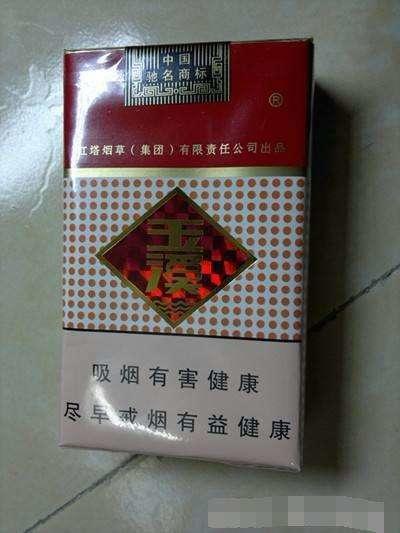 中国
驰名商标
®
红塔烟草（集团）有限责任公司出品
玉溪
吸烟有害健康
尽早戒烟有益健康